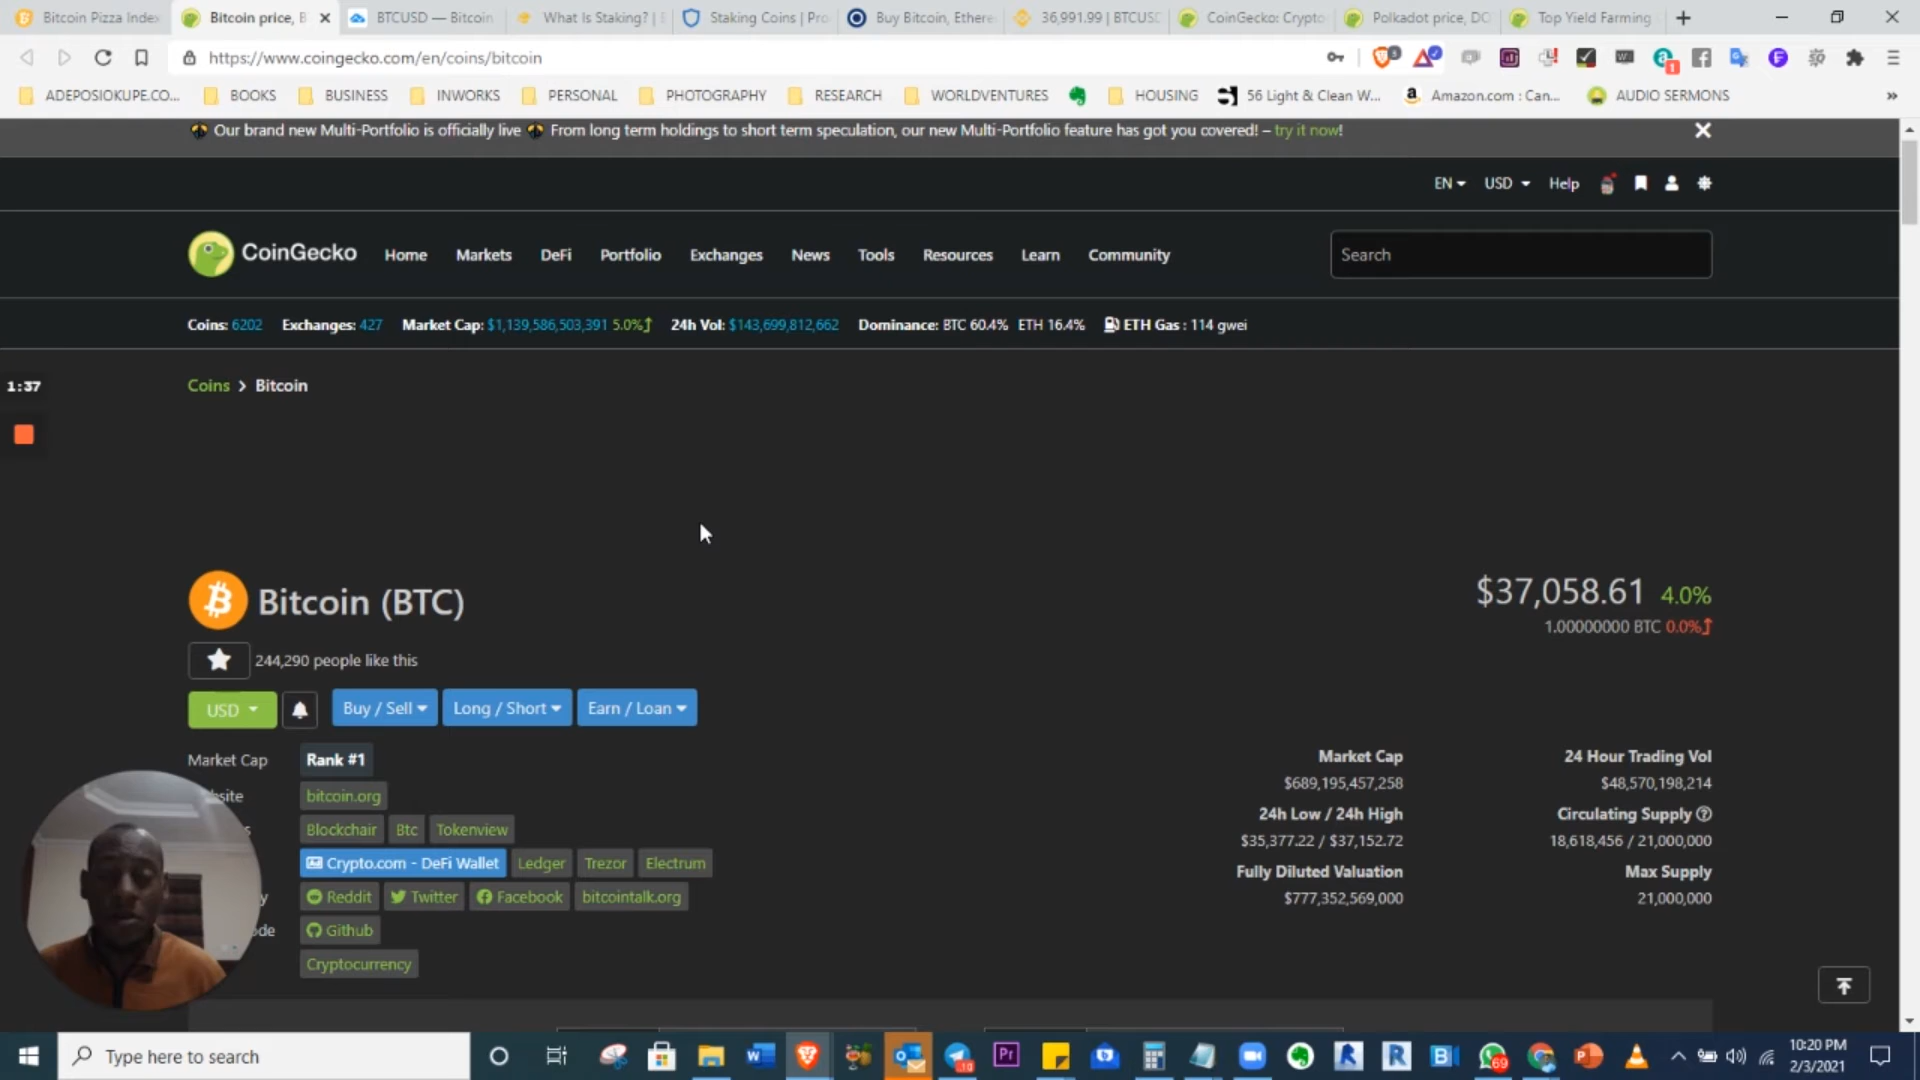 Bitcoin Pizza Index
Bitcoin price, B
BTCUSD — Bitcoin
What Is Staking? |
Staking Coins | Pro
Buy Bitcoin, Ethere
36,991.99 | BTCUSD
CoinGecko: Crypto
Polkadot price, DO
Top Yield Farming
https://www.coingecko.com/en/coins/bitcoin
ADEPOSIOKUPE.CO... BOOKS BUSINESS INWORKS PERSONAL PHOTOGRAPHY RESEARCH WORLDVENTURES HOUSING 56 Light & Clean W... Amazon.com : Can... AUDIO SERMONS »
Our brand new Multi-Portfolio is officially live From long term holdings to short term speculation, our new Multi-Portfolio feature has got you covered! – try it now!
EN USD Help
CoinGecko Home Markets DeFi Portfolio Exchanges News Tools Resources Learn Community Search
Coins: 6202 Exchanges: 427 Market Cap: $1,139,586,503,391 5.0% 24h Vol: $143,699,812,662 Dominance: BTC 60.4% ETH 16.4% ETH Gas : 114 gwei
1:37
Coins > Bitcoin
Bitcoin (BTC)
$37,058.61 4.0%
1.00000000 BTC 0.0%
244,290 people like this
USD Buy / Sell Long / Short Earn / Loan
Market Cap Rank #1
bitcoin.org
Blockchair Btc Tokenview
Crypto.com - DeFi Wallet Ledger Trezor Electrum
Reddit Twitter Facebook bitcointalk.org
Github
Cryptocurrency
Market Cap
$689,195,457,258
24 Hour Trading Vol
$48,570,198,214
24h Low / 24h High
$35,377.22 / $37,152.72
Circulating Supply
18,618,456 / 21,000,000
Fully Diluted Valuation
$777,352,569,000
Max Supply
21,000,000
Type here to search
10:20 PM
2/3/2021